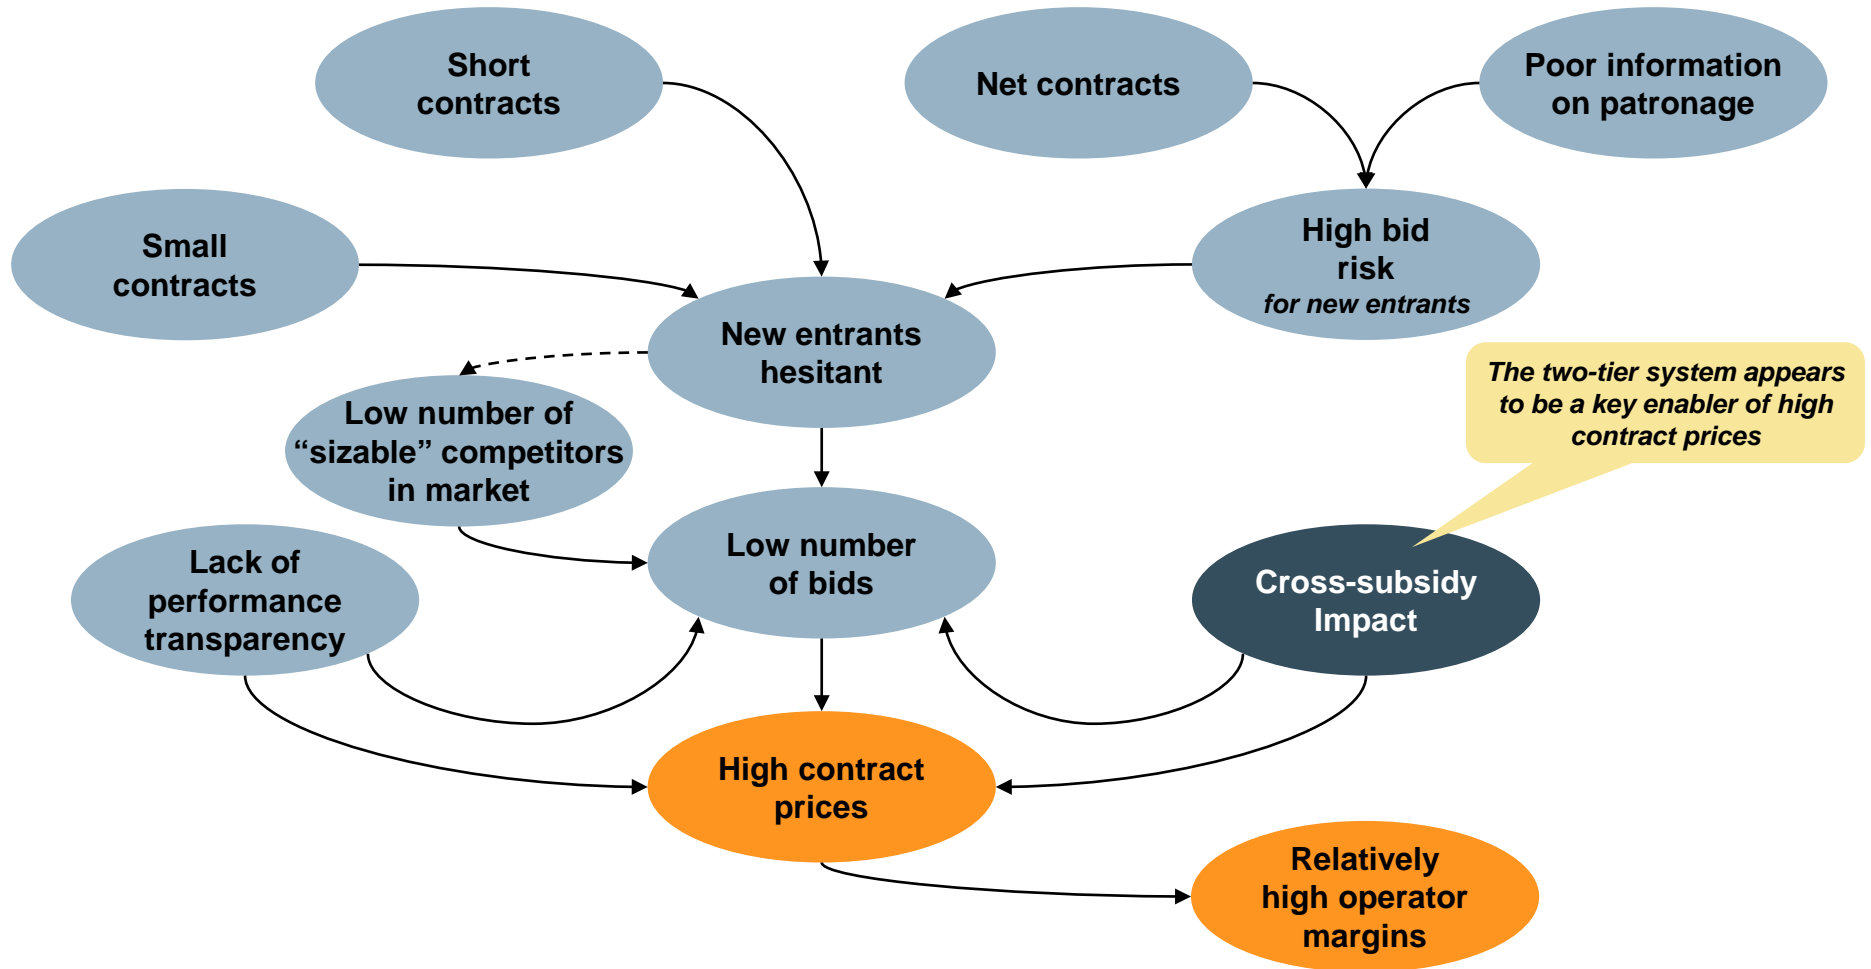 Short
contracts
Net contracts
Poor information
on patronage
Small
contracts
High bid
risk
for new entrants
New entrants
hesitant
The two-tier system appears
to be a key enabler of high
contract prices
Low number of
“sizable” competitors
in market
Low number
of bids
Lack of
performance
transparency
Cross-subsidy
Impact
High contract
prices
Relatively
high operator
margins